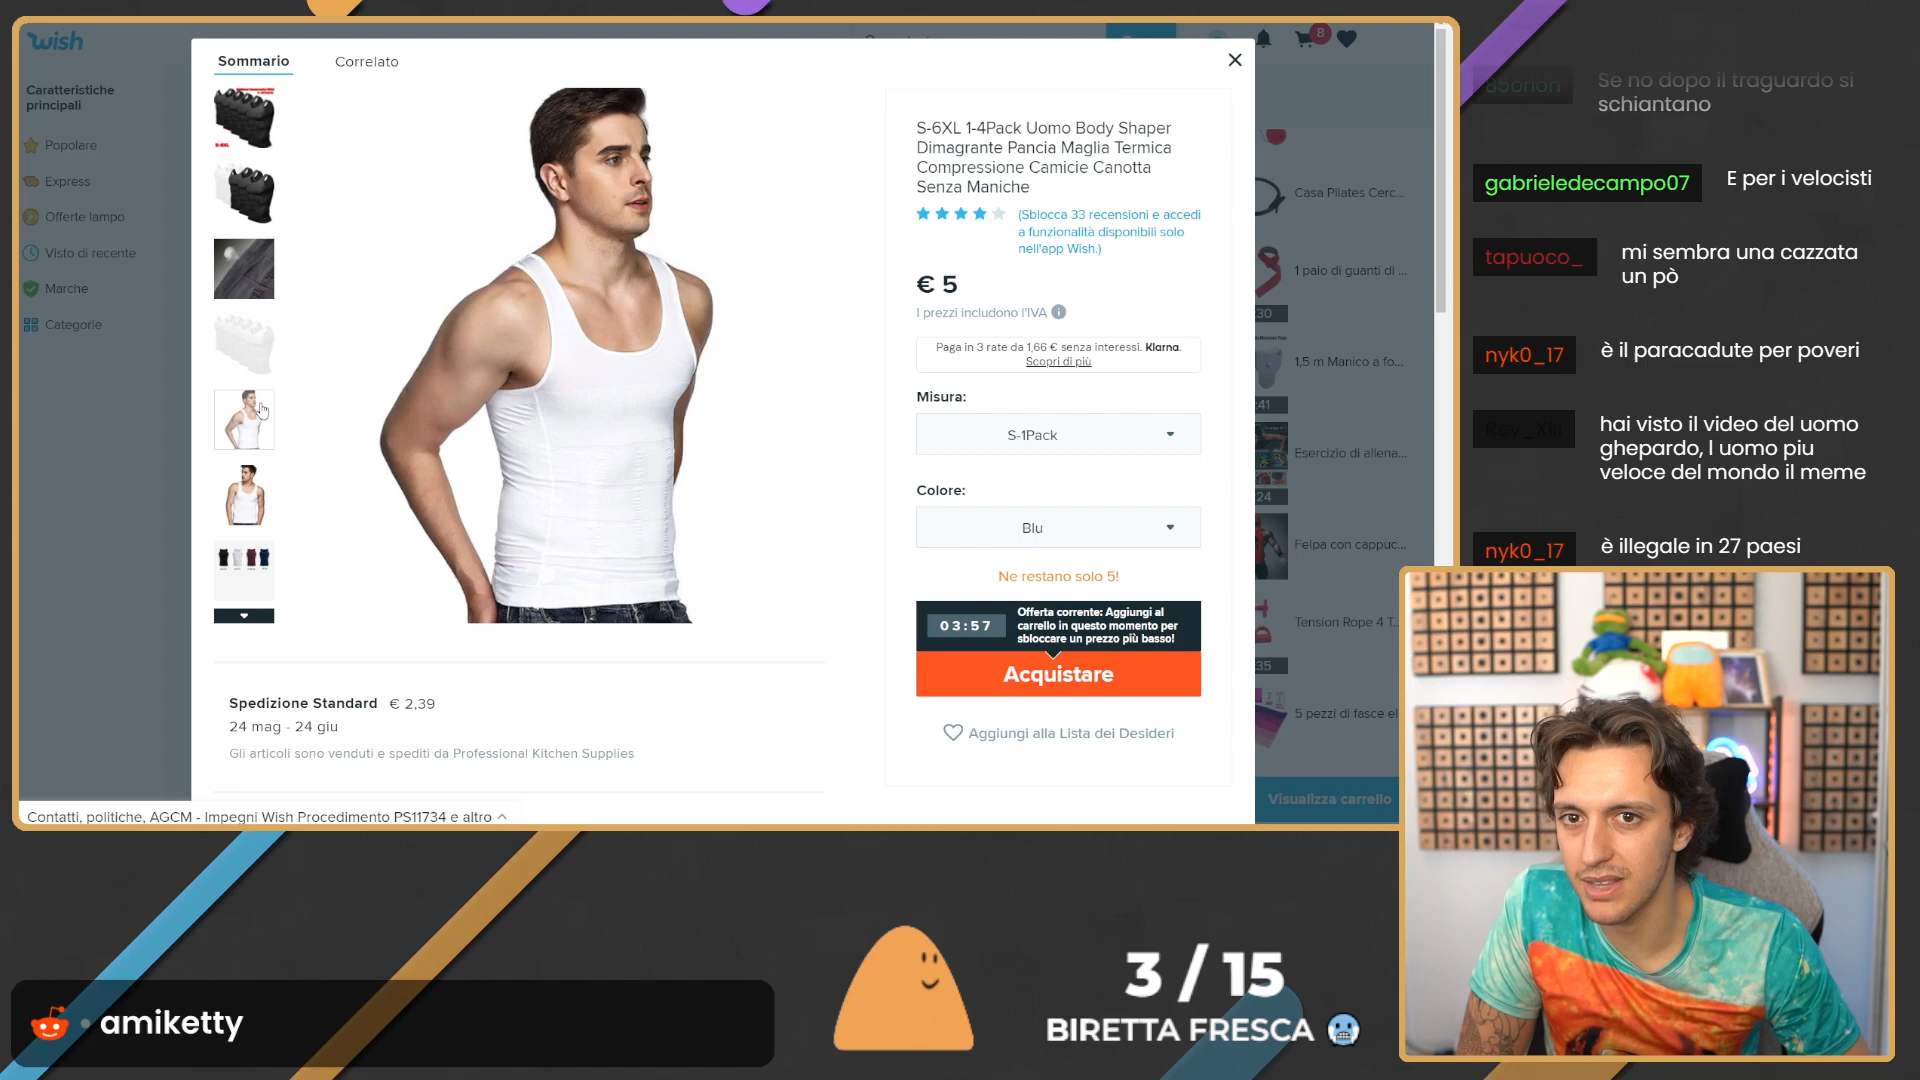 wish
Caratteristiche
principali
Popolare
Express
Offerte lampo
Visto di recente
Marche
Categorie
Sommario
Correlato
8
S-6XL 1-4Pack Uomo Body Shaper
Dimagrante Pancia Maglia Termica
Compressione Camicie Canotta
Senza Maniche
(Sblocca 33 recensioni e accedi
a funzionalità disponibili solo
nell'app Wish.)
€ 5
I prezzi includono l'IVA
Paga in 3 rate da 1,66 € senza interessi. Klarna.
Scopri di più
Misura:
S-1Pack
Colore:
Blu
Ne restano solo 5!
03:57
Offerta corrente: Aggiungi al
carrello in questo momento per
sbloccare un prezzo più basso!
Acquistare
Aggiungi alla Lista dei Desideri
Spedizione Standard € 2,39
24 mag - 24 giu
Gli articoli sono venduti e spediti da Professional Kitchen Supplies
Contatti, politiche, AGCM - Impegni Wish Procedimento PS11734 e altro
Casa Pilates Cerc...
1 paio di guanti di ...
:30
1,5 m Manico a fo...
:41
Esercizio di allena...
:24
Felpa con cappuc...
Tension Rope 4 T...
:35
5 pezzi di fasce el
Visualizza carrello
85orion Se no dopo il traguardo si
schiantano
gabrieledecampo07 E per i velocisti
tapuoco_ mi sembra una cazzata
un pò
nyk0_17 è il paracadute per poveri
Rey_XIII hai visto il video del uomo
ghepardo, l uomo piu
veloce del mondo il meme
nyk0_17 è illegale in 27 paesi
amiketty
3 / 15
BIRETTA FRESCA